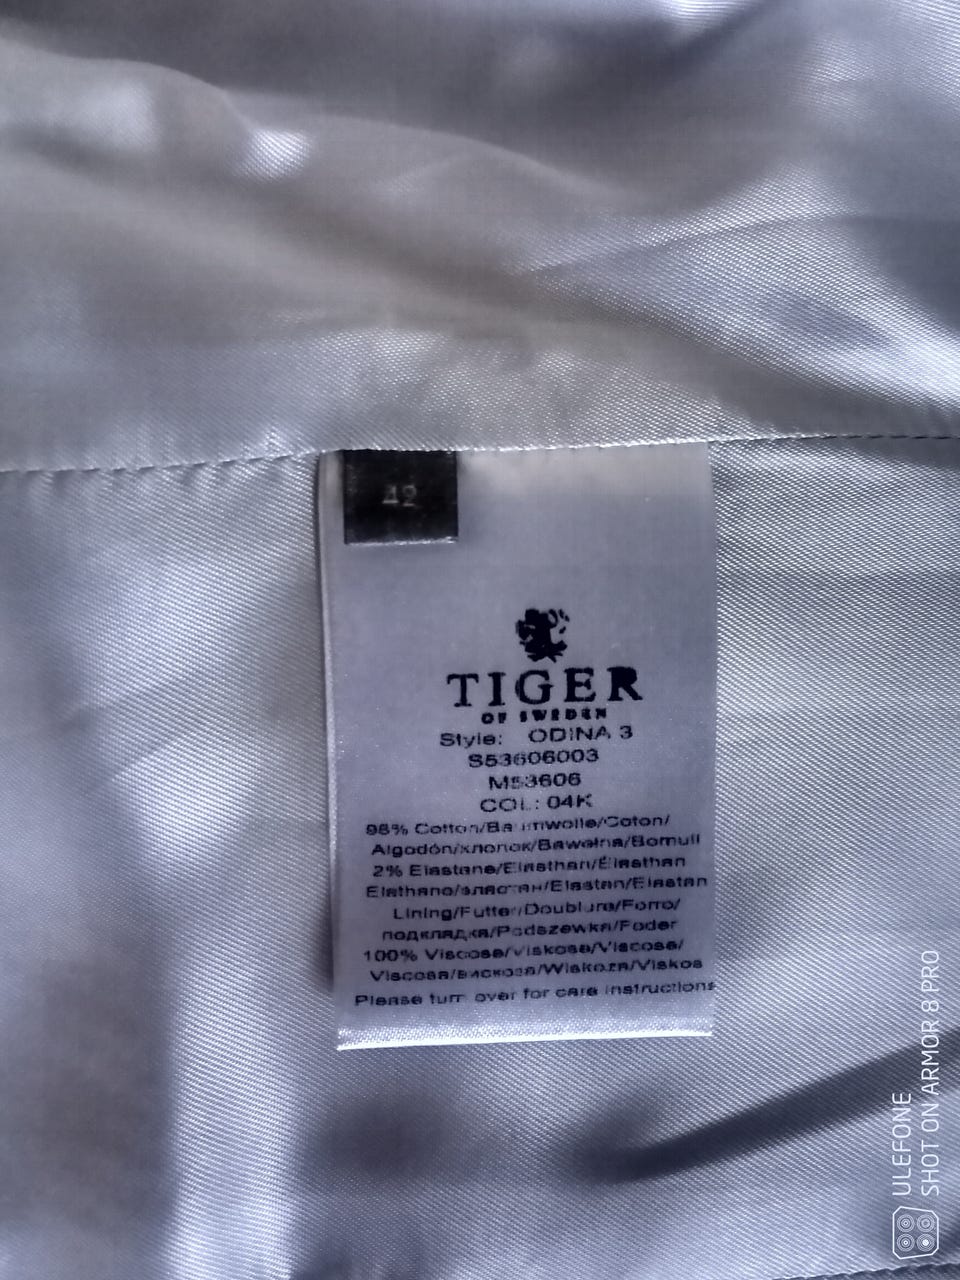 42
TIGER
OF SWEDEN
Style: ODINA 3
S53606003
M53606
COL: 04K
98% Cotton/Baumwolle/Coton/
Algodón/хлопок/Bawełna/Bomull
2% Elastane/Elasthan/Élasthan
Elathano/эластан/Elastan/Elastan
Lining/Futter/Doublure/Forro/
подкладка/Podszewka/Foder
100% Viscose/Viskose/Viscose/
Viscosa/вискоза/Wiskoza/Viskos
Please turn over for care instructions
ULEFONE
SHOT ON ARMOR 8 PRO